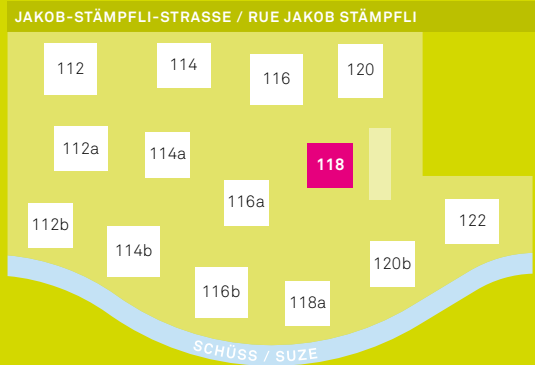 JAKOB-STÄMPFLI-STRASSE / RUE JAKOB STÄMPFLI
112
114
116
120
112a
114a
118
116a
112b
114b
122
120b
116b
118a
SCHÜSS / SUZE